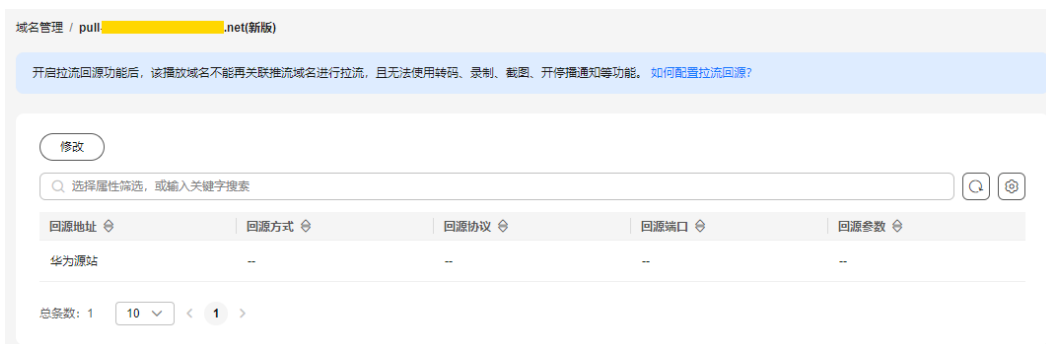 域名管理 / pull-.net(新版)
开启拉流回源功能后，该播放域名不能再关联推流域名进行拉流，且无法使用转码、录制、截图、开停播通知等功能。 如何配置拉流回源?
修改
选择属性筛选，或输入关键字搜索
回源地址 回源方式 回源协议 回源端口 回源参数
华为源站 -- -- -- --
总条数：1 10 < 1 >